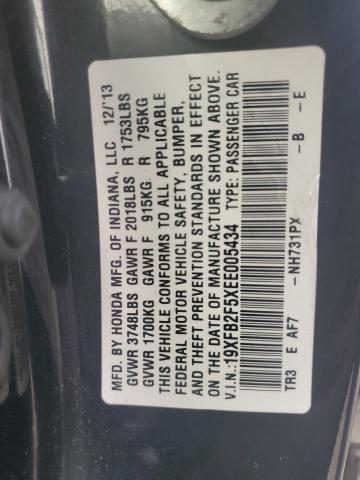 MFD. BY HONDA MFG. OF INDIANA, LLC 12/'13
GVWR 3748LBS GAWR F 2018LBS R 1753LBS
GVWR 1700KG GAWR F 915KG R 795KG
THIS VEHICLE CONFORMS TO ALL APPLICABLE
FEDERAL MOTOR VEHICLE SAFETY, BUMPER,
AND THEFT PREVENTION STANDARDS IN EFFECT
ON THE DATE OF MANUFACTURE SHOWN ABOVE.
V.I.N.:19XFB2F5XEE005434 TYPE: PASSENGER CAR
TR3 E AF7 -NH731PX -B -E